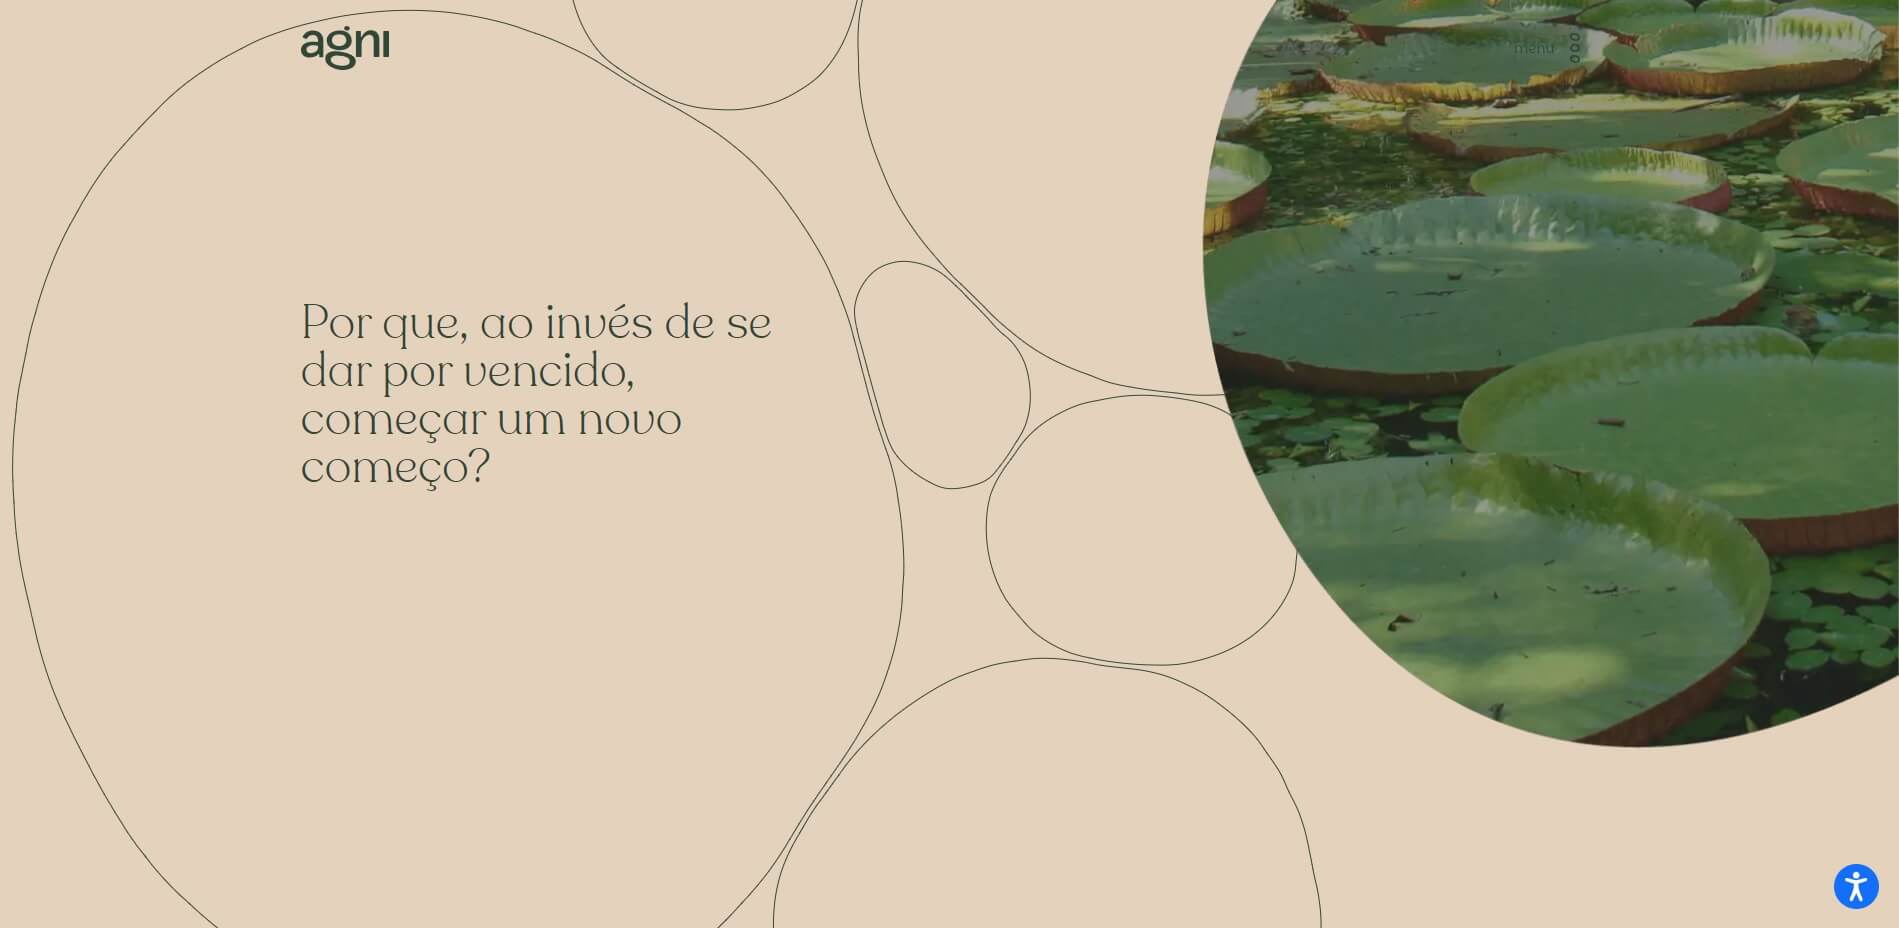 agni
menu
Por que, ao invés de se
dar por vencido,
começar um novo
começo?